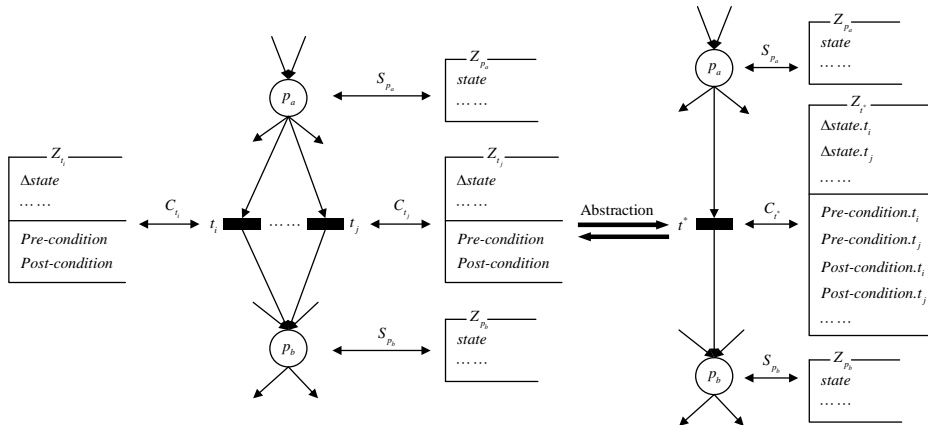 Z_{p_a}
state
……
p_a
S_{p_a}
Z_{t_i}
Δstate
……
Pre-condition
Post-condition
C_{t_i}
t_i
……
t_j
C_{t_j}
Z_{t_j}
Δstate
……
Pre-condition
Post-condition
p_b
S_{p_b}
Z_{p_b}
state
……
Abstraction
p_a
S_{p_a}
Z_{p_a}
state
……
t*
C_{t*}
Z_{t*}
Δstate.t_i
Δstate.t_j
……
Pre-condition.t_i
Pre-condition.t_j
Post-condition.t_i
Post-condition.t_j
……
p_b
S_{p_b}
Z_{p_b}
state
……